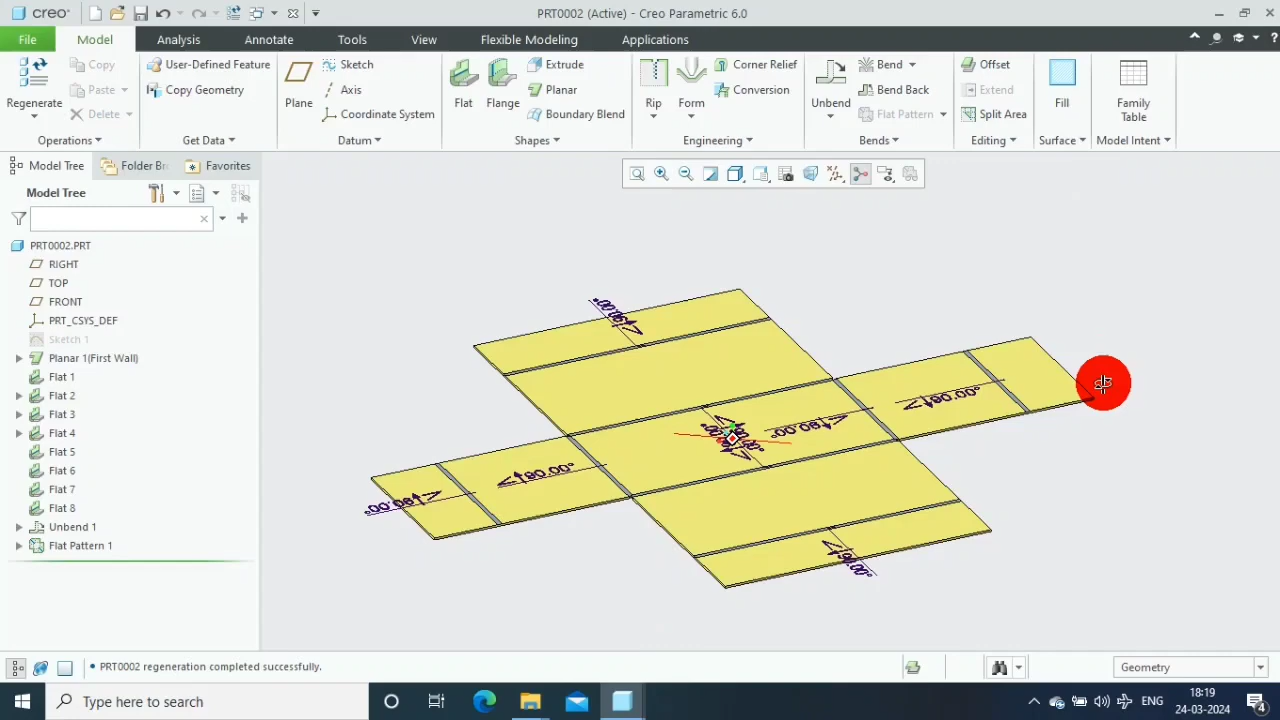 creo
PRT0002 (Active) - Creo Parametric 6.0
File Model Analysis Annotate Tools View Flexible Modeling Applications
Regenerate
Copy
Paste
Delete
Operations
User-Defined Feature
Copy Geometry
Get Data
Plane
Sketch
Axis
Coordinate System
Datum
Flat
Flange
Extrude
Planar
Boundary Blend
Shapes
Rip
Form
Corner Relief
Conversion
Engineering
Unbend
Bend
Bend Back
Flat Pattern
Bends
Offset
Extend
Split Area
Editing
Fill
Surface
Family
Table
Model Intent
Model Tree Folder Br Favorites
Model Tree
PRT0002.PRT
RIGHT
TOP
FRONT
PRT_CSYS_DEF
Sketch 1
Planar 1(First Wall)
Flat 1
Flat 2
Flat 3
Flat 4
Flat 5
Flat 6
Flat 7
Flat 8
Unbend 1
Flat Pattern 1
90.00°
90.00°
90.00°
90.00°
90.00°
90.00°
• PRT0002 regeneration completed successfully.
Geometry
Type here to search
ENG
18:19
24-03-2024
4